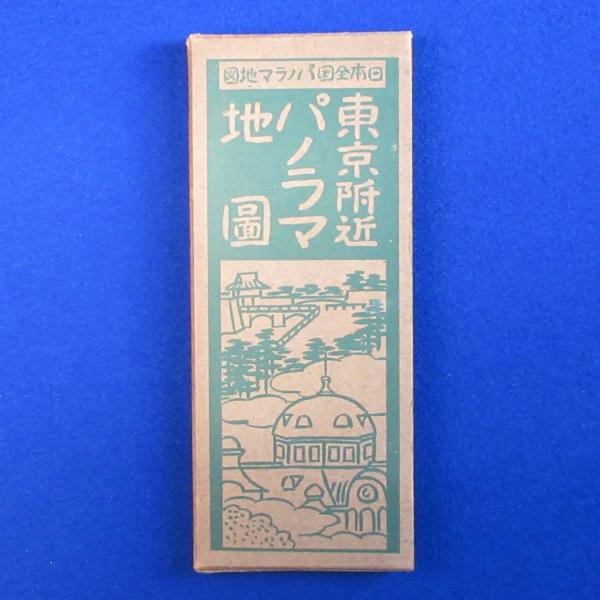 日本全国パノラマ地図
東京附近
パノラマ
地圖